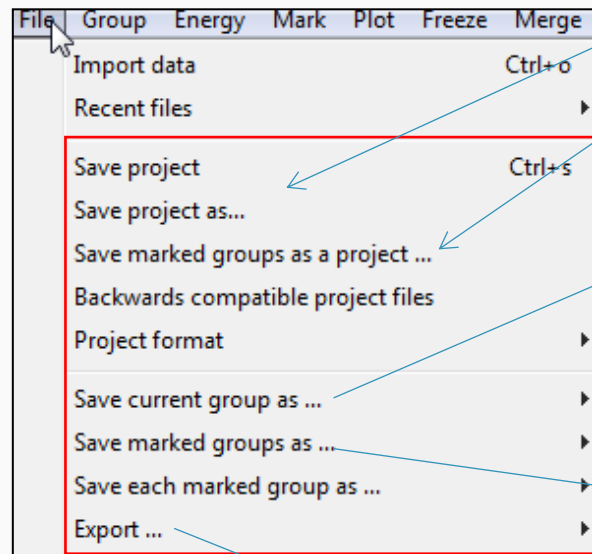 File Group Energy Mark Plot Freeze Merge
Import data Ctrl+o
Recent files
Save project Ctrl+s
Save project as...
Save marked groups as a project ...
Backwards compatible project files
Project format
Save current group as ...
Save marked groups as ...
Save each marked group as ...
Export ...